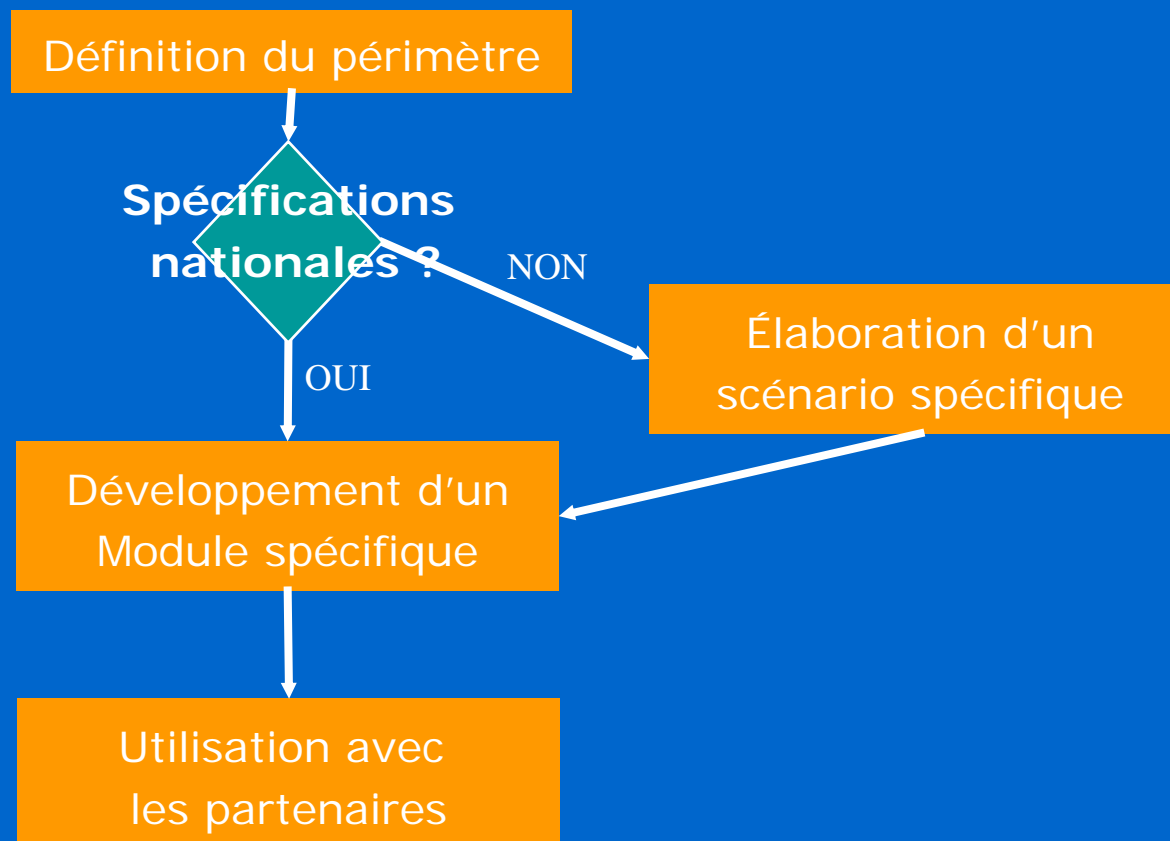 Définition du périmètre
Spécifications
nationales ?
NON
Élaboration d'un
scénario spécifique
OUI
Développement d'un
Module spécifique
Utilisation avec
les partenaires